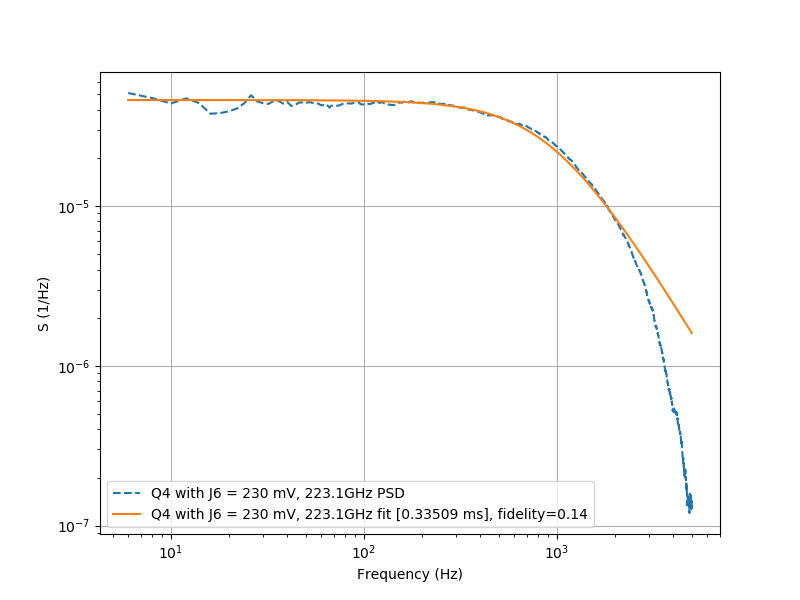 10⁻⁵
10⁻⁶
10⁻⁷
S (1/Hz)
Q4 with J6 = 230 mV, 223.1GHz PSD
Q4 with J6 = 230 mV, 223.1GHz fit [0.33509 ms], fidelity=0.14
10¹ 10² 10³
Frequency (Hz)